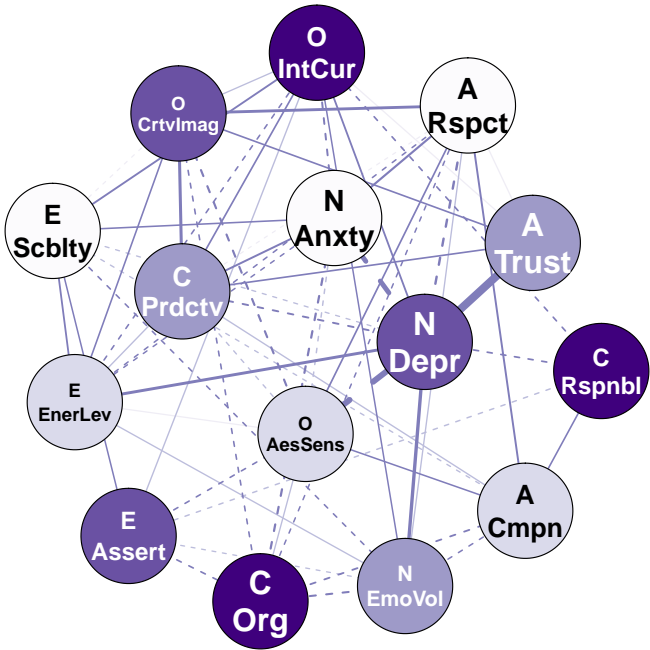 O
IntCur
A
Rspct
O
CrtvImag
E
Scblty
N
Anxty
A
Trust
C
Prdctv
N
Depr
C
Rspnbl
E
EnerLev
O
AesSens
A
Cmpn
E
Assert
C
Org
N
EmoVol